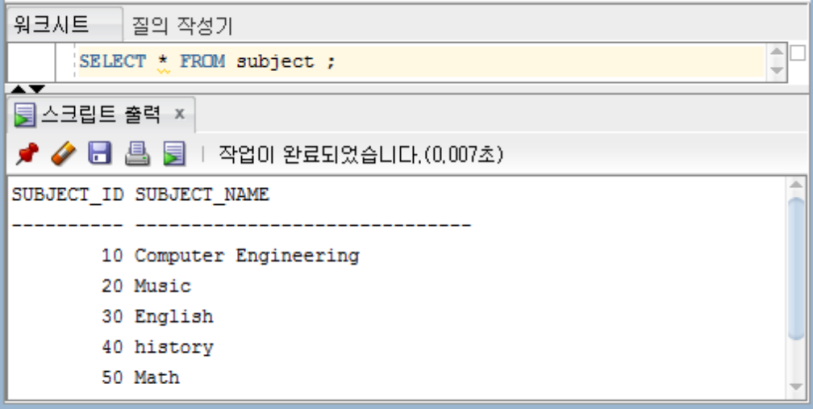 워크시트 질의 작성기
SELECT * FROM subject ;
스크립트 출력 x
작업이 완료되었습니다.(0,007초)
SUBJECT_ID SUBJECT_NAME
---------- ------------------------------
10 Computer Engineering
20 Music
30 English
40 history
50 Math